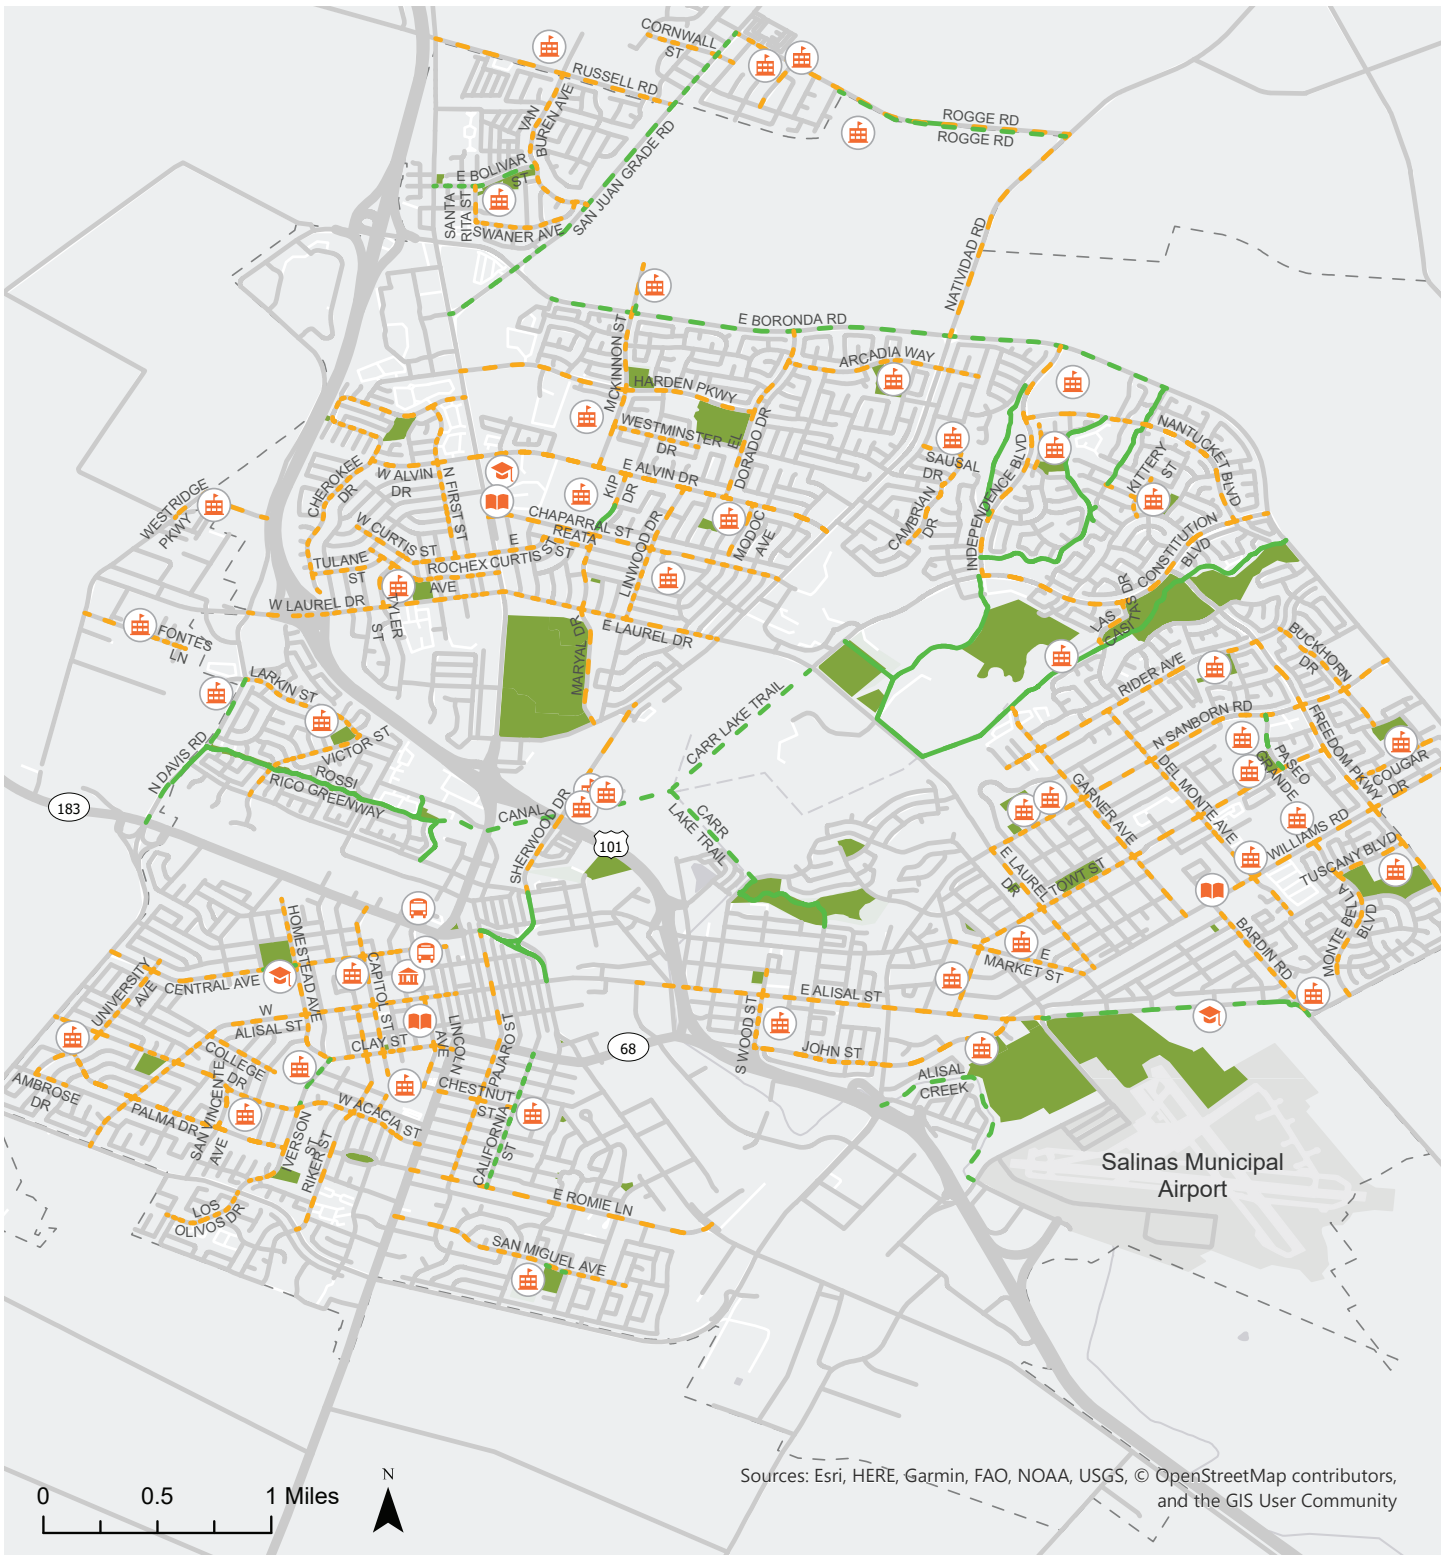 CORNWALL
ST
RUSSELL RD
VAN
BUREN AVE
ROGGE RD
ROGGE RD
E BOLIVAR
ST
SANTA
RITA ST
SWANER AVE
SAN JUAN GRADE RD
NATIVIDAD RD
E BORONDA RD
MCKINNON ST
ARCADIA WAY
HARDEN PKWY
WESTMINSTER
DR
EL
DORADO DR
NANTUCKET BLVD
KITTERY
ST
SAUSAL
DR
CAMBRIAN
DR
INDEPENDENCE BLVD
CONSTITUTION
BLVD
CHEROKEE
DR
W ALVIN
DR
N FIRST ST
E ALVIN DR
KIP
DR
WESTRIDGE
PKWY
W CURTIS ST
CHAPARRAL ST
REATA
ST
E
CURTIS ST
LINWOOD DR
MODOC
AVE
TULANE
ST
ROCHEX
AVE
W LAUREL DR
TYLER
ST
E LAUREL DR
MARYAL DR
LAS
CASITAS DR
FONTES
LN
LARKIN ST
VICTOR ST
N DAVIS RD
ROSSI
RICO GREENWAY
CARR LAKE TRAIL
CARR
LAKE TRAIL
CANAL
SHERWOOD DR
101
183
BUCKHORN
DR
RIDER AVE
N SANBORN RD
FREEDOM PKWY
PASEO
GRANDE
COUGAR
DR
DEL MONTE AVE
GARNER AVE
WILLIAMS RD
TUSCANY BLVD
E LAUREL
DR
TOWT ST
MONTE BELLA
BLVD
BARDIN RD
E
MARKET ST
HOMESTEAD AVE
UNIVERSITY
AVE
CENTRAL AVE
CAPITOL ST
W
ALISAL ST
E ALISAL ST
LINCOLN
AVE
CLAY ST
S WOOD ST
JOHN ST
68
PAJARO ST
COLLEGE
DR
AMBROSE
DR
SAN VINCENTE
AVE
CHESTNUT
ST
W ACACIA ST
PALMA DR
IVERSON
ST
RIKER ST
CALIFORNIA
ST
ALISAL
CREEK
LOS
OLIVOS DR
E ROMIE LN
SAN MIGUEL AVE
Salinas Municipal
Airport
N
0 0.5 1 Miles
Sources: Esri, HERE, Garmin, FAO, NOAA, USGS, © OpenStreetMap contributors,
and the GIS User Community